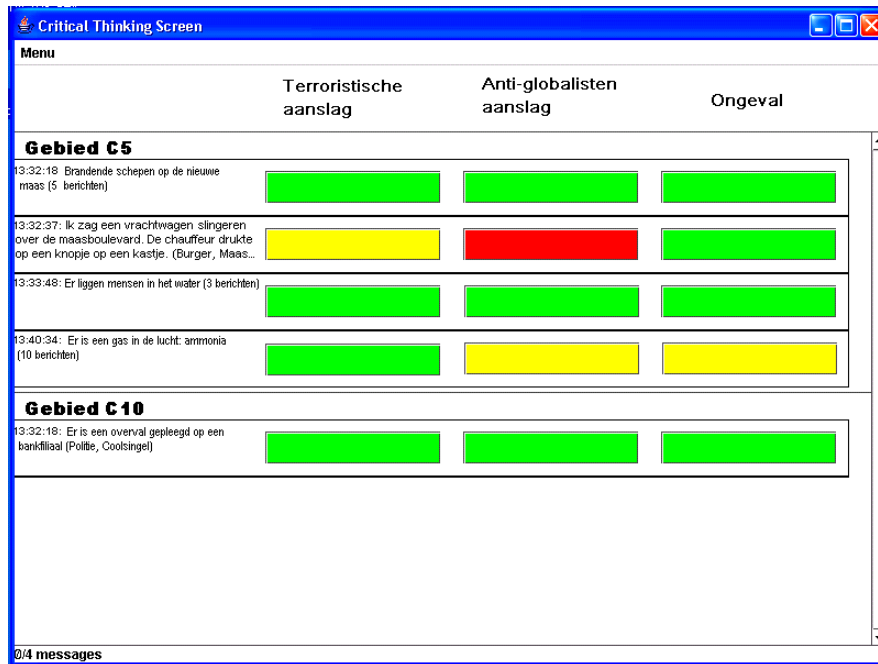 Critical Thinking Screen
Menu
Terroristische
aanslag
Anti-globalisten
aanslag
Ongeval
Gebied C5
13:32:18 Brandende schepen op de nieuwe
maas (5 berichten)
13:32:37: Ik zag een vrachtwagen slingeren
over de maasboulevard. De chauffeur drukte
op een knopje op een kastje. (Burger, Maas...
13:33:48: Er liggen mensen in het water (3 berichten)
13:40:34: Er is een gas in de lucht: ammonia
(10 berichten)
Gebied C10
13:32:18: Er is een overval gepleegd op een
bankfiliaal (Politie, Coolsingel)
0/4 messages